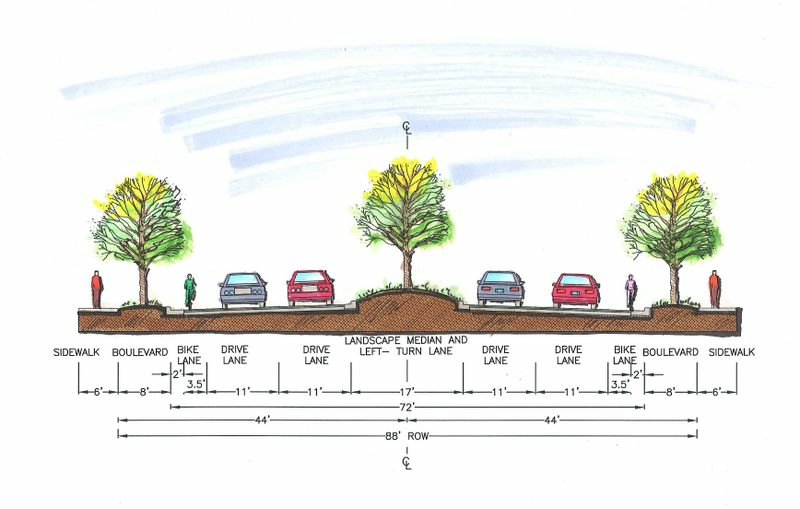 ℄
SIDEWALK
BOULEVARD
BIKE
LANE
DRIVE
LANE
DRIVE
LANE
LANDSCAPE MEDIAN AND
LEFT- TURN LANE
DRIVE
LANE
DRIVE
LANE
BIKE
LANE
BOULEVARD
SIDEWALK
2'
3.5'
2'
3.5'
6'
8'
11'
11'
17'
11'
11'
8'
6'
72'
44'
44'
88' ROW
℄